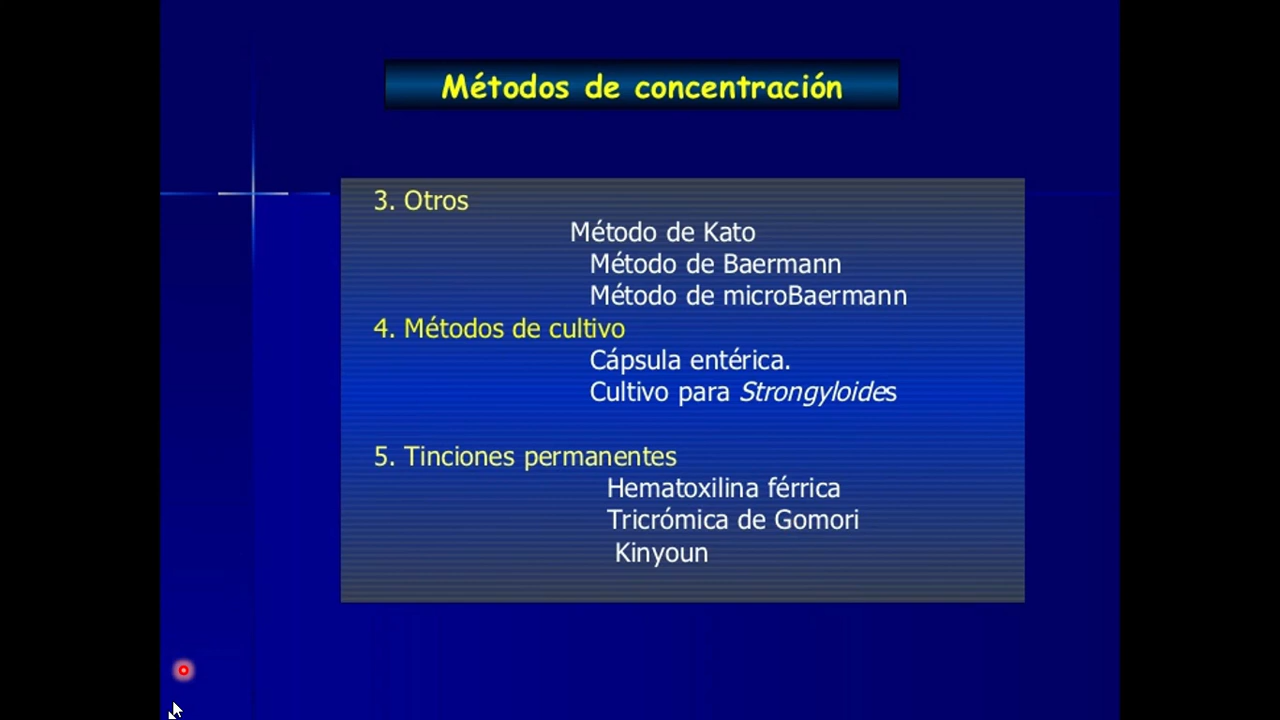 Métodos de concentración
3. Otros
Método de Kato
Método de Baermann
Método de microBaermann
4. Métodos de cultivo
Cápsula entérica.
Cultivo para Strongyloides
5. Tinciones permanentes
Hematoxilina férrica
Tricrómica de Gomori
Kinyoun